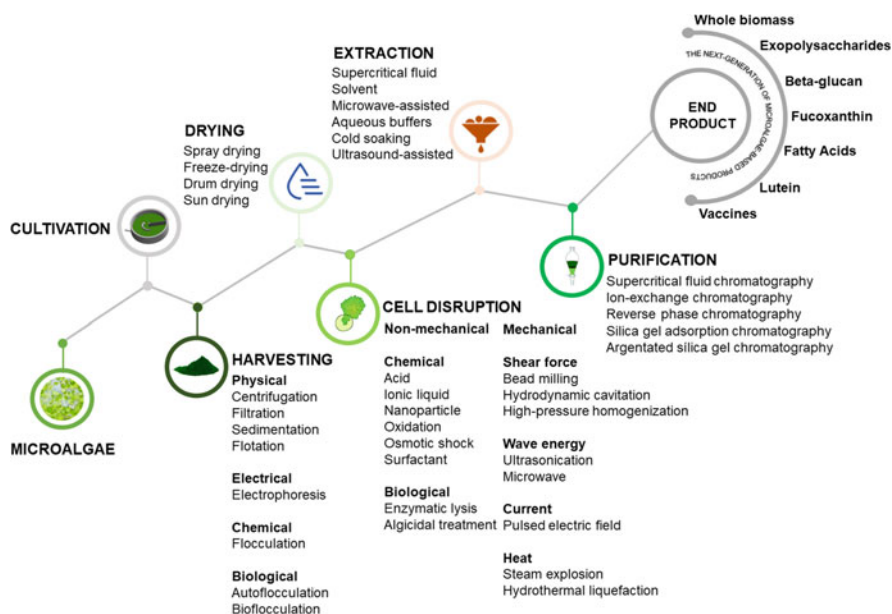 MICROALGAE
CULTIVATION
HARVESTING
Physical
Centrifugation
Filtration
Sedimentation
Flotation
Electrical
Electrophoresis
Chemical
Flocculation
Biological
Autoflocculation
Bioflocculation
DRYING
Spray drying
Freeze-drying
Drum drying
Sun drying
CELL DISRUPTION
Non-mechanical
Chemical
Acid
Ionic liquid
Nanoparticle
Oxidation
Osmotic shock
Surfactant
Biological
Enzymatic lysis
Algicidal treatment
Mechanical
Shear force
Bead milling
Hydrodynamic cavitation
High-pressure homogenization
Wave energy
Ultrasonication
Microwave
Current
Pulsed electric field
Heat
Steam explosion
Hydrothermal liquefaction
EXTRACTION
Supercritical fluid
Solvent
Microwave-assisted
Aqueous buffers
Cold soaking
Ultrasound-assisted
PURIFICATION
Supercritical fluid chromatography
Ion-exchange chromatography
Reverse phase chromatography
Silica gel adsorption chromatography
Argentated silica gel chromatography
END
PRODUCT
THE NEXT-GENERATION OF MICROALGAE-BASED PRODUCTS
Whole biomass
Exopolysaccharides
Beta-glucan
Fucoxanthin
Fatty Acids
Lutein
Vaccines